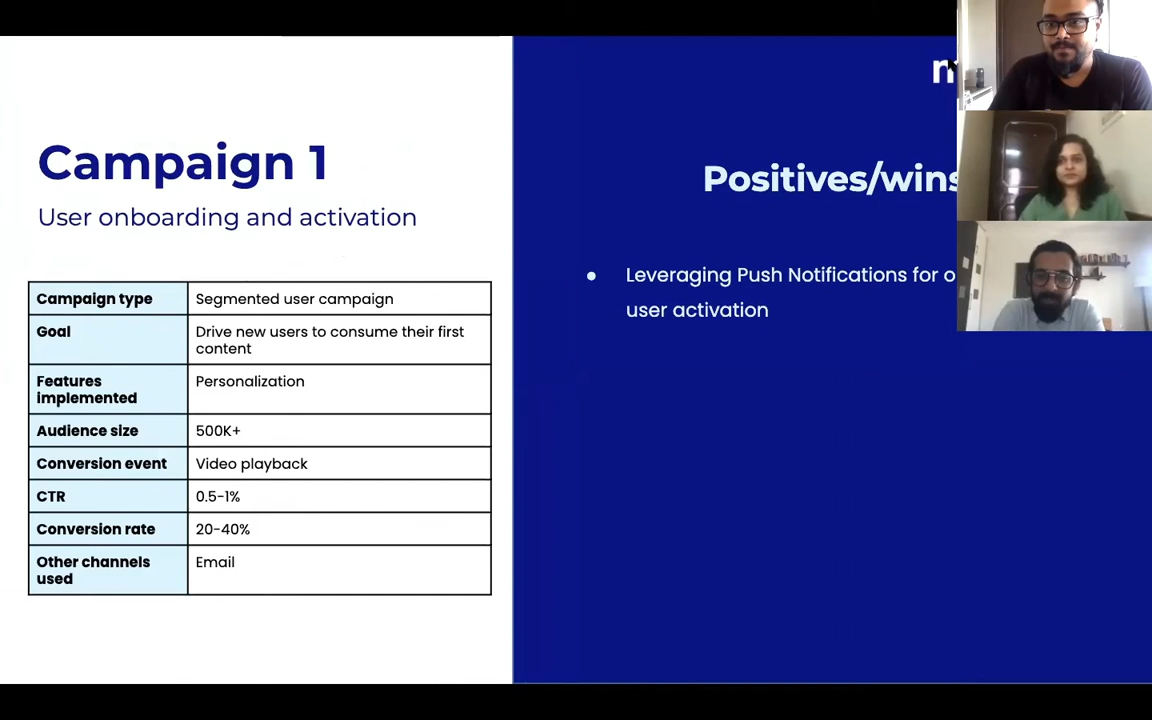 Campaign 1
User onboarding and activation
Campaign type Segmented user campaign
Goal Drive new users to consume their first
content
Features
implemented Personalization
Audience size 500K+
Conversion event Video playback
CTR 0.5-1%
Conversion rate 20-40%
Other channels
used Email
Positives/wins
Leveraging Push Notifications for
user activation